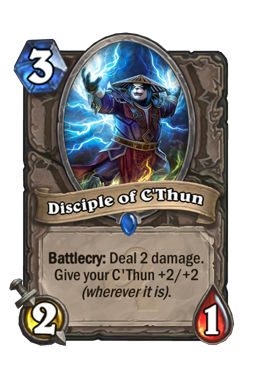 3
Disciple of C'Thun
Battlecry: Deal 2 damage.
Give your C'Thun +2/+2
(wherever it is).
2
1